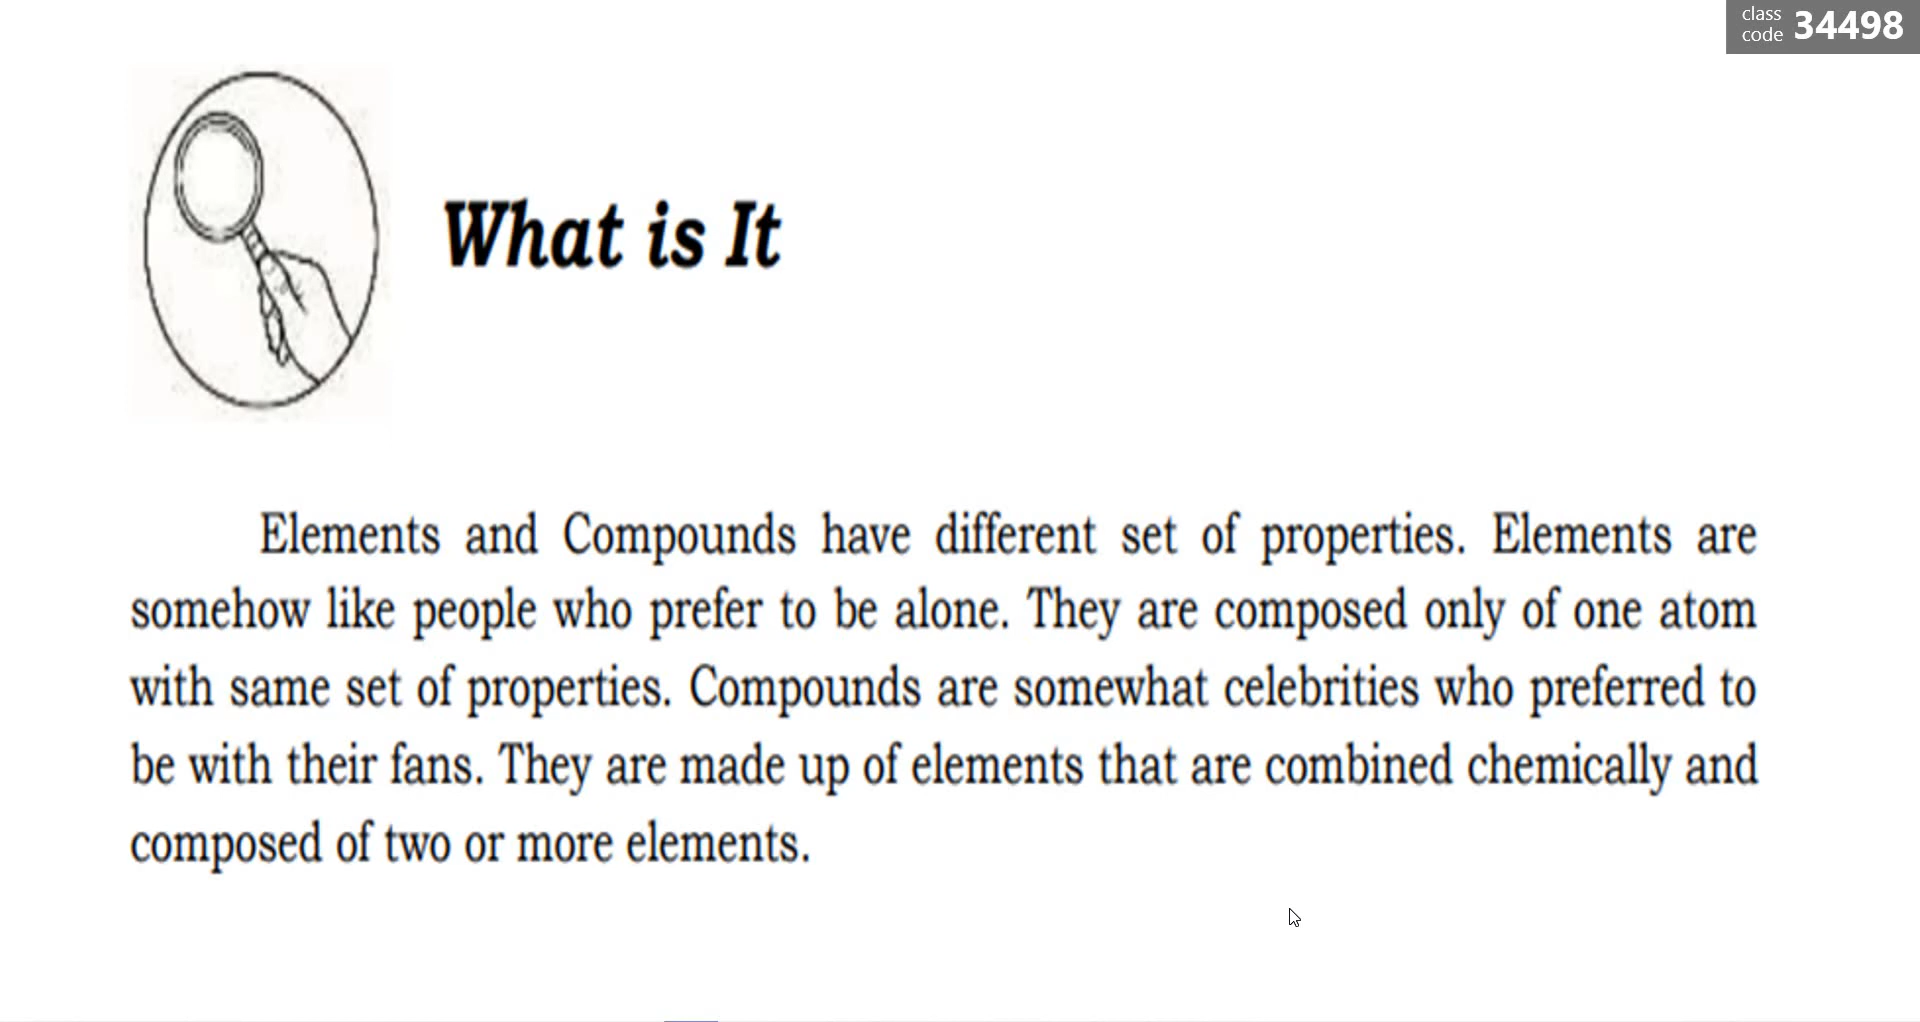 class
code 34498
What is It
Elements and Compounds have different set of properties. Elements are
somehow like people who prefer to be alone. They are composed only of one atom
with same set of properties. Compounds are somewhat celebrities who preferred to
be with their fans. They are made up of elements that are combined chemically and
composed of two or more elements.